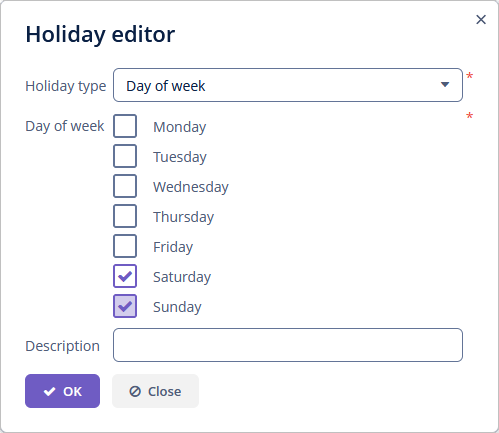 Holiday editor
Holiday type Day of week *
Day of week Monday *
Tuesday
Wednesday
Thursday
Friday
Saturday
Sunday
Description
OK Close